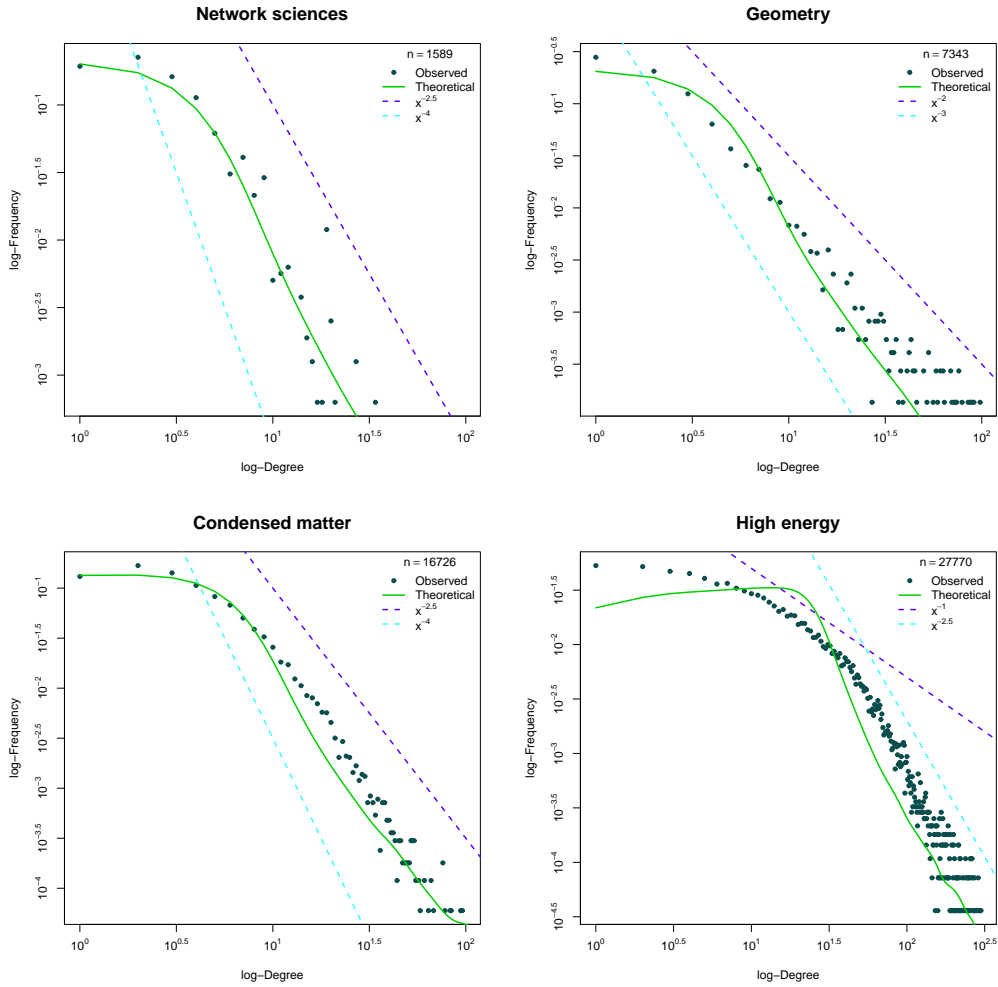 Network sciences
n = 1589
Observed
Theoretical
x^−2.5
x^−4
10^−1
10^−1.5
10^−2
10^−2.5
10^−3
log−Frequency
10^0
10^0.5
10^1
10^1.5
10^2
log−Degree
Geometry
n = 7343
Observed
Theoretical
x^−2
x^−3
10^−0.5
10^−1
10^−1.5
10^−2
10^−2.5
10^−3
10^−3.5
log−Frequency
10^0
10^0.5
10^1
10^1.5
10^2
log−Degree
Condensed matter
n = 16726
Observed
Theoretical
x^−2.5
x^−4
10^−1
10^−1.5
10^−2
10^−2.5
10^−3
10^−3.5
10^−4
log−Frequency
10^0
10^0.5
10^1
10^1.5
10^2
log−Degree
High energy
n = 27770
Observed
Theoretical
x^−1
x^−2.5
10^−1.5
10^−2
10^−2.5
10^−3
10^−3.5
10^−4
10^−4.5
log−Frequency
10^0
10^0.5
10^1
10^1.5
10^2
10^2.5
log−Degree